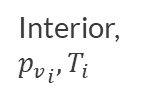 Interior,
p_{v_i}, T_i